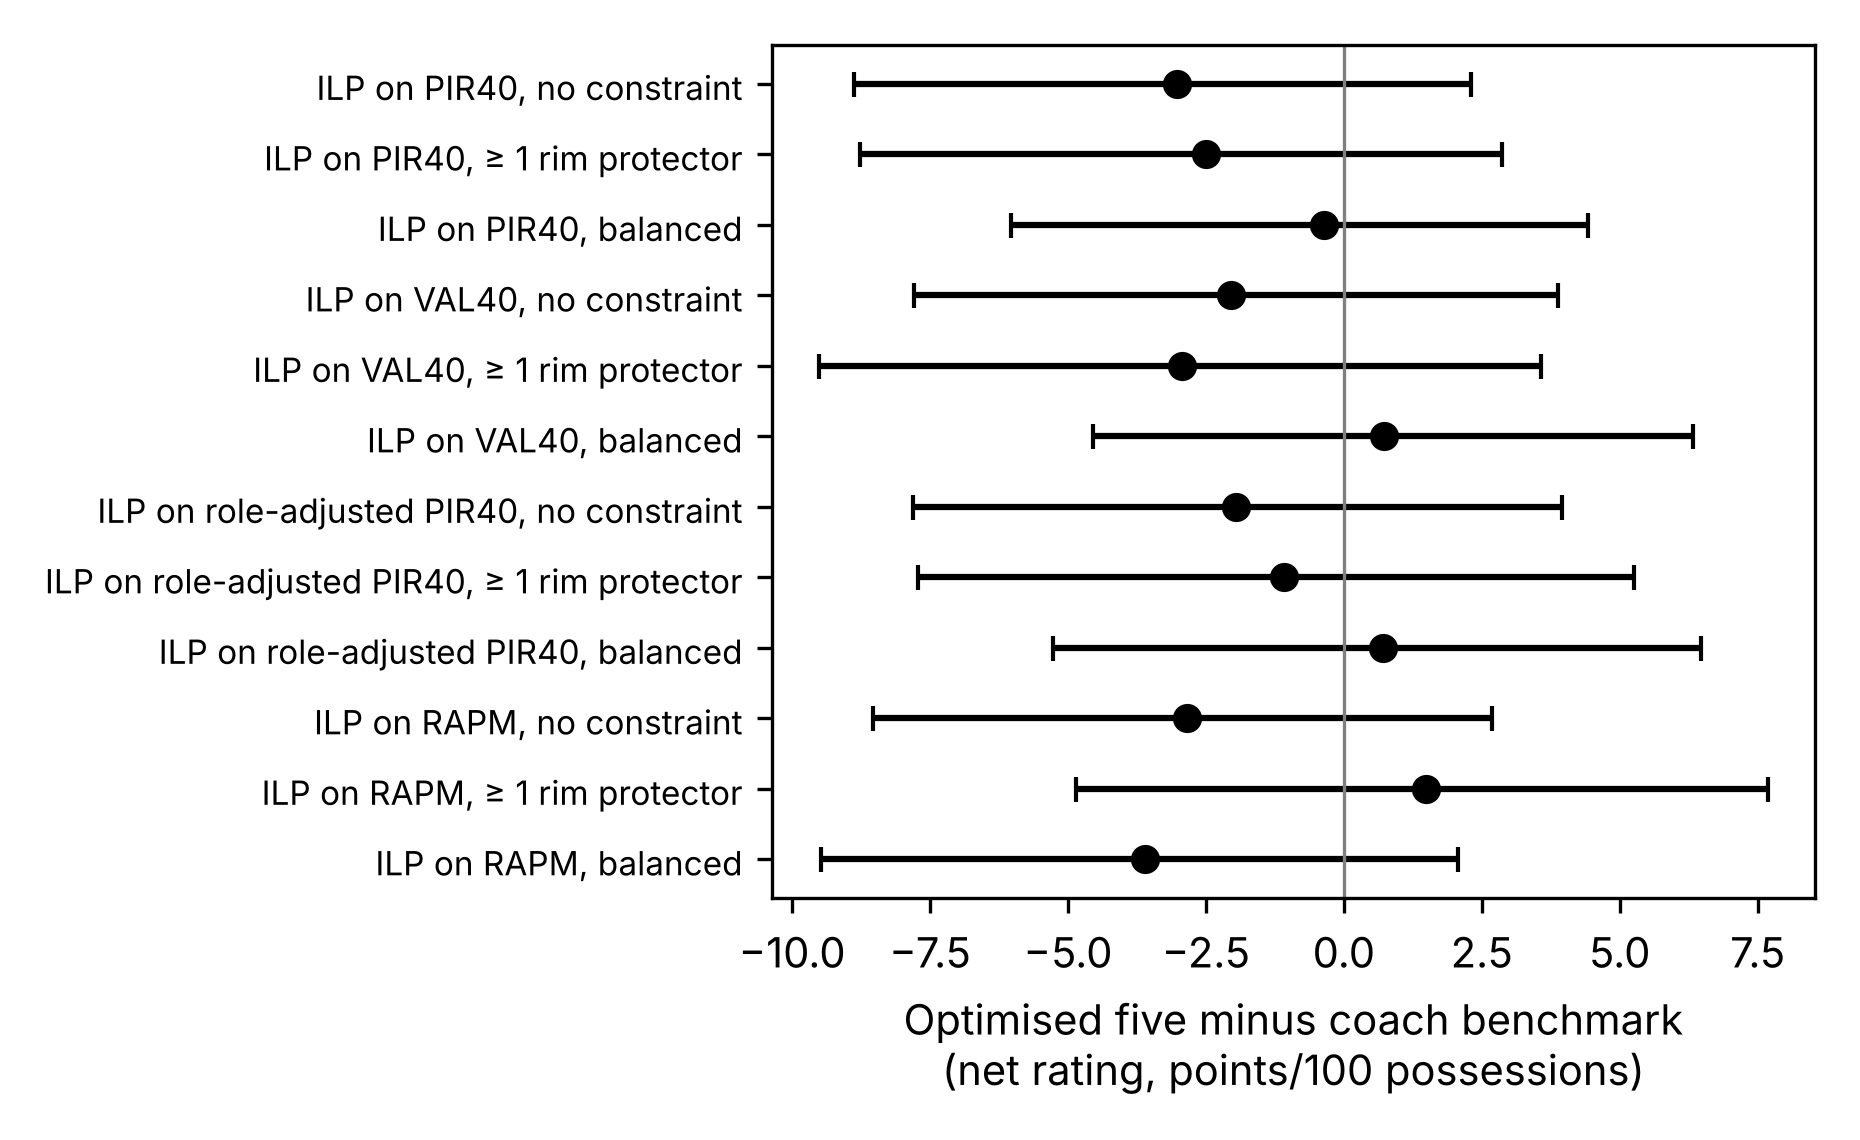 ILP on PIR40, no constraint
ILP on PIR40, ≥ 1 rim protector
ILP on PIR40, balanced
ILP on VAL40, no constraint
ILP on VAL40, ≥ 1 rim protector
ILP on VAL40, balanced
ILP on role-adjusted PIR40, no constraint
ILP on role-adjusted PIR40, ≥ 1 rim protector
ILP on role-adjusted PIR40, balanced
ILP on RAPM, no constraint
ILP on RAPM, ≥ 1 rim protector
ILP on RAPM, balanced
−10.0 −7.5 −5.0 −2.5 0.0 2.5 5.0 7.5
Optimised five minus coach benchmark
(net rating, points/100 possessions)